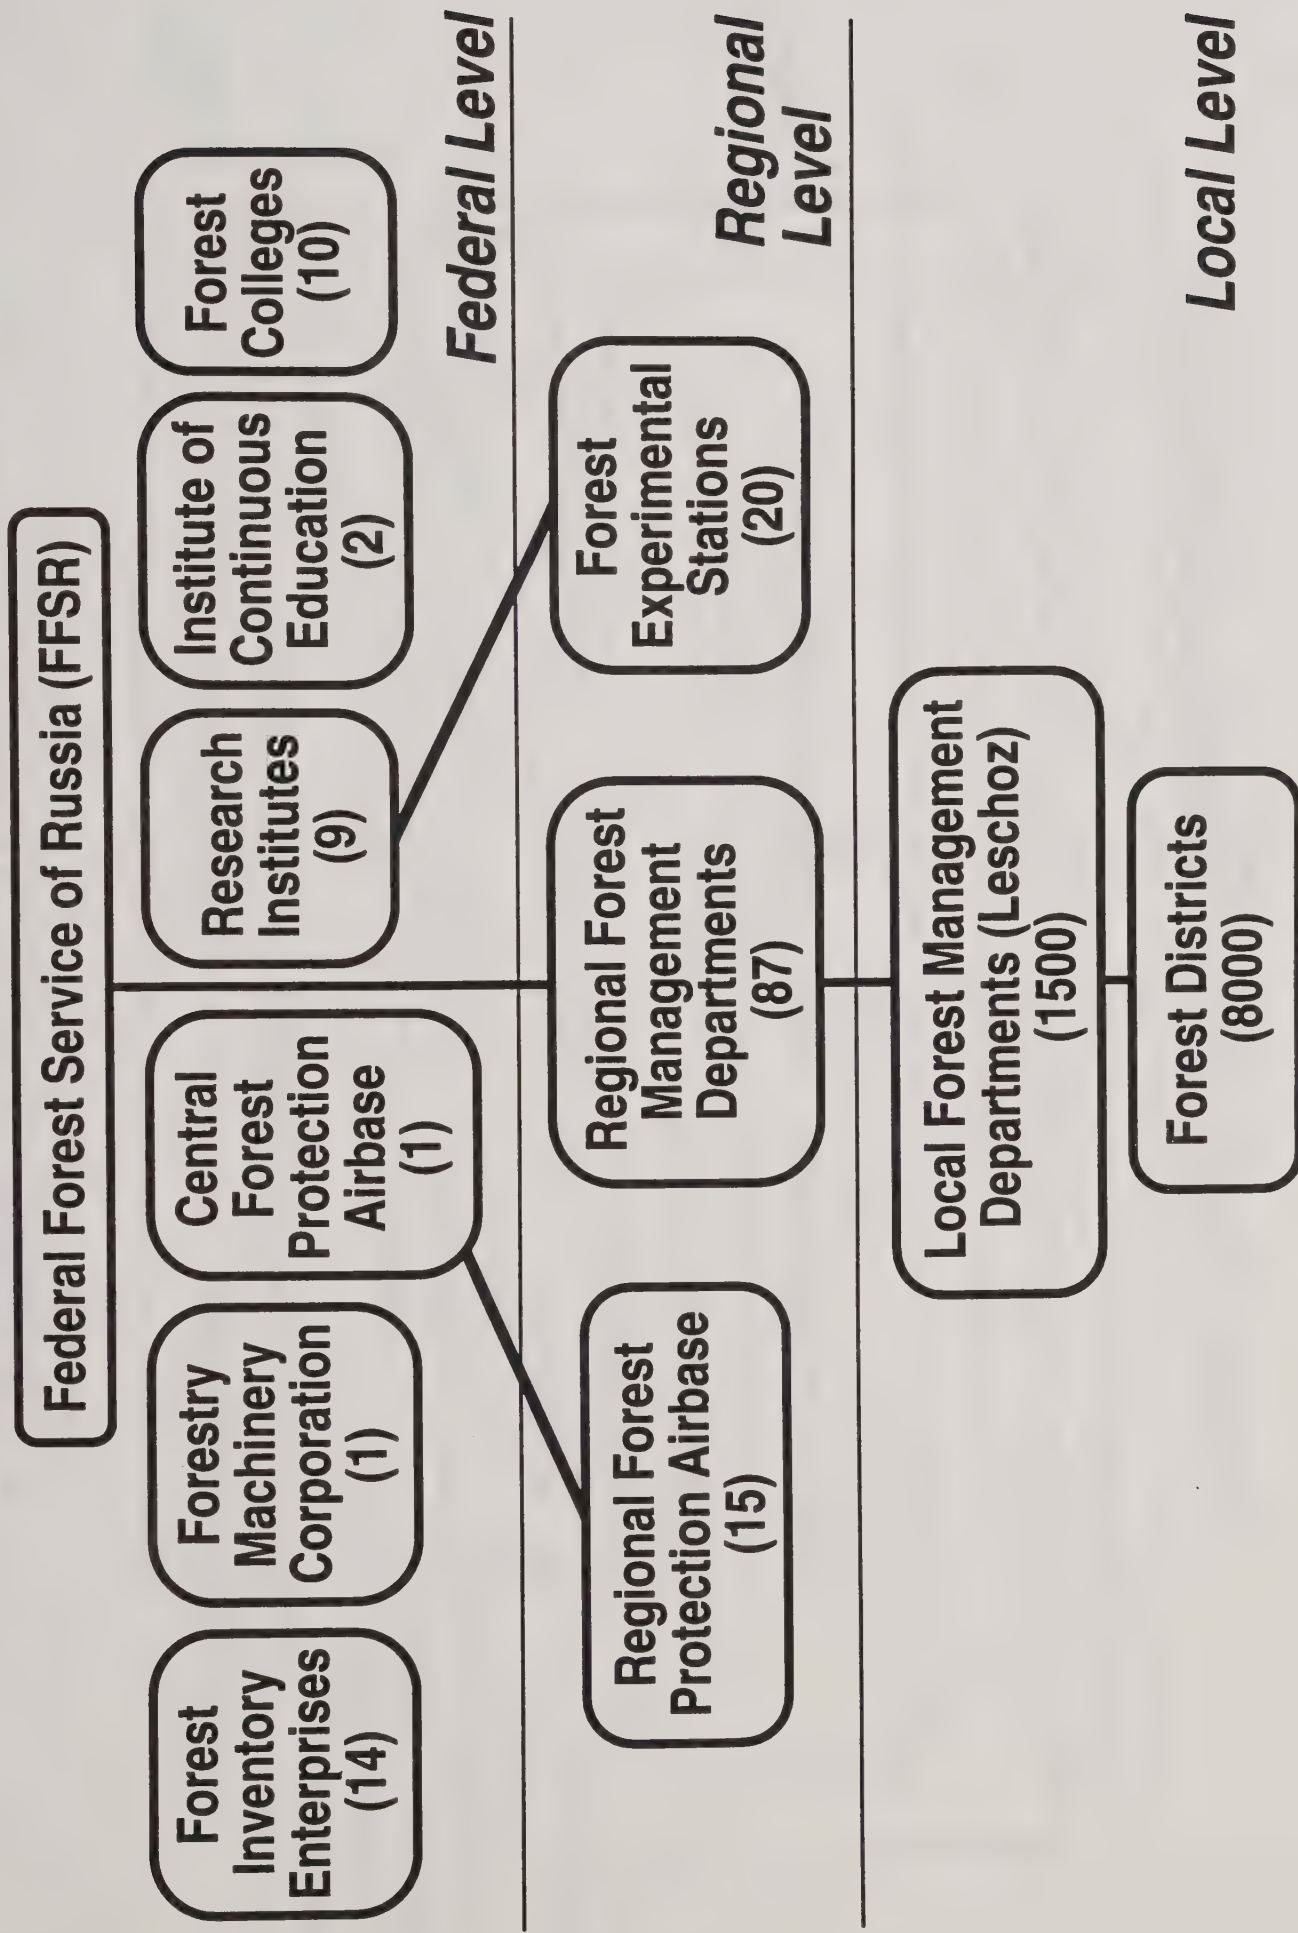 Federal Forest Service of Russia (FFSR)
Forest
Inventory
Enterprises
(14)
Forestry
Machinery
Corporation
(1)
Central
Forest
Protection
Airbase
(1)
Research
Institutes
(9)
Institute of
Continuous
Education
(2)
Forest
Colleges
(10)
Federal Level
Regional Forest
Protection Airbase
(15)
Regional Forest
Management
Departments
(87)
Forest
Experimental
Stations
(20)
Regional
Level
Local Forest Management
Departments (Leschoz)
(1500)
Forest Districts
(8000)
Local Level